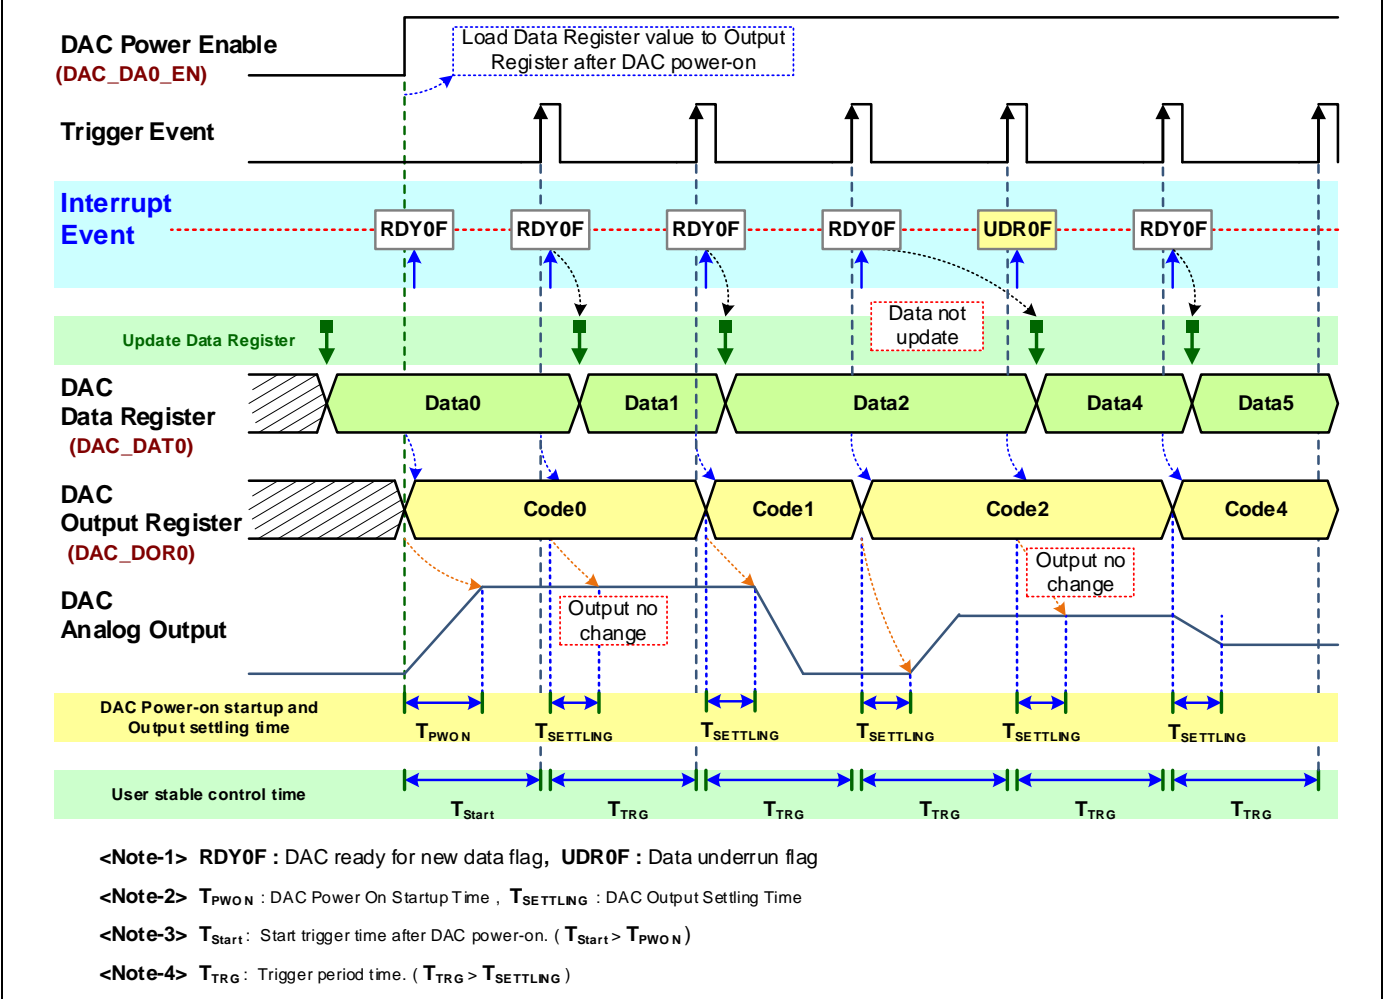 DAC Power Enable
(DAC_DA0_EN)
Load Data Register value to Output
Register after DAC power-on
Trigger Event
Interrupt
Event
RDY0F RDY0F RDY0F RDY0F UDR0F RDY0F
Data not
update
Update Data Register
DAC
Data Register
(DAC_DAT0)
Data0 Data1 Data2 Data4 Data5
DAC
Output Register
(DAC_DOR0)
Code0 Code1 Code2 Code4
DAC
Analog Output
Output no
change
Output no
change
DAC Power-on startup and
Output settling time
TPWON TSETTLING TSETTLING TSETTLING TSETTLING TSETTLING
User stable control time
TStart TTRG TTRG TTRG TTRG TTRG
<Note-1> RDY0F : DAC ready for new data flag, UDR0F : Data underrun flag
<Note-2> TPWON : DAC Power On Startup Time , TSETTLING : DAC Output Settling Time
<Note-3> TStart : Start trigger time after DAC power-on. ( TStart > TPWON )
<Note-4> TTRG : Trigger period time. ( TTRG > TSETTLING )